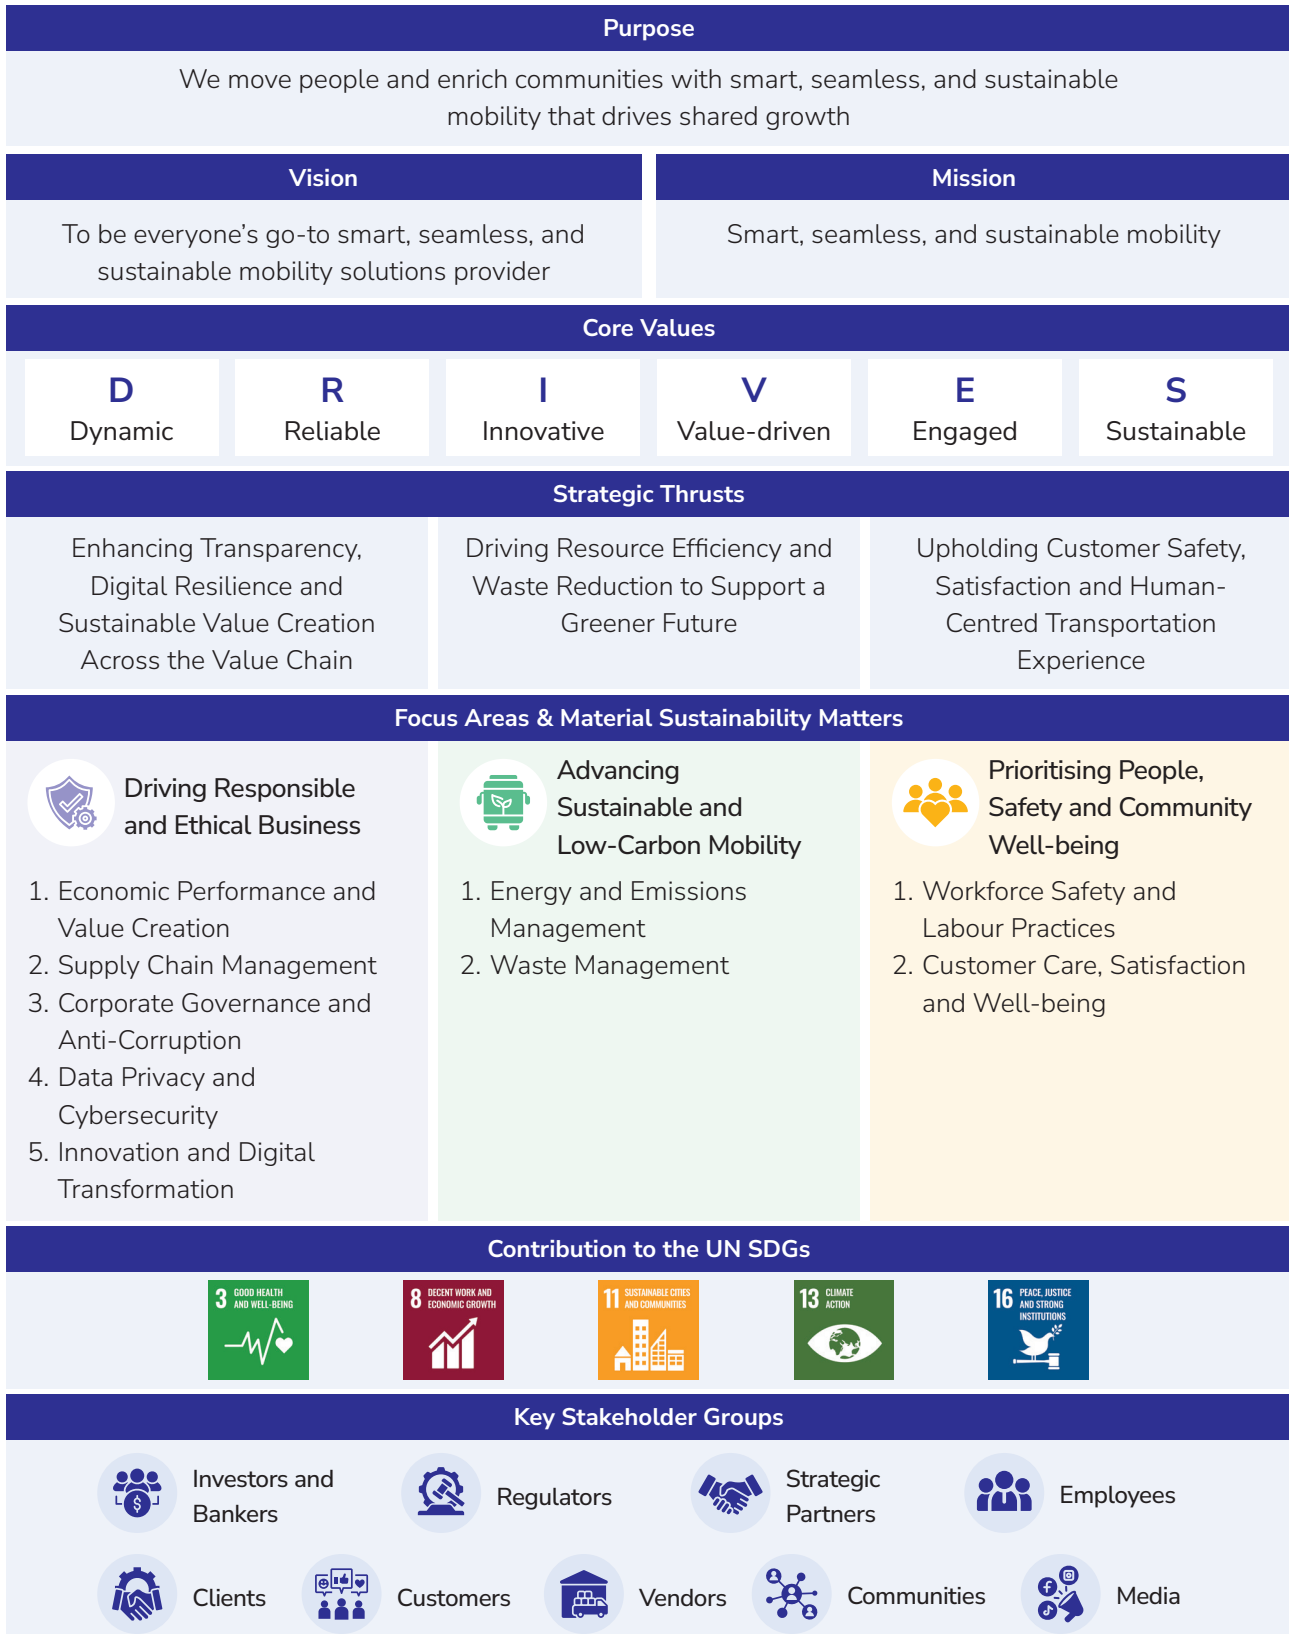 Purpose
We move people and enrich communities with smart, seamless, and sustainable
mobility that drives shared growth
Vision
To be everyone's go-to smart, seamless, and
sustainable mobility solutions provider
Mission
Smart, seamless, and sustainable mobility
Core Values
D
Dynamic
R
Reliable
I
Innovative
V
Value-driven
E
Engaged
S
Sustainable
Strategic Thrusts
Enhancing Transparency,
Digital Resilience and
Sustainable Value Creation
Across the Value Chain
Driving Resource Efficiency and
Waste Reduction to Support a
Greener Future
Upholding Customer Safety,
Satisfaction and Human-
Centred Transportation
Experience
Focus Areas & Material Sustainability Matters
Driving Responsible
and Ethical Business
1. Economic Performance and
Value Creation
2. Supply Chain Management
3. Corporate Governance and
Anti-Corruption
4. Data Privacy and
Cybersecurity
5. Innovation and Digital
Transformation
Advancing
Sustainable and
Low-Carbon Mobility
1. Energy and Emissions
Management
2. Waste Management
Prioritising People,
Safety and Community
Well-being
1. Workforce Safety and
Labour Practices
2. Customer Care, Satisfaction
and Well-being
Contribution to the UN SDGs
3 GOOD HEALTH
AND WELL-BEING
8 DECENT WORK AND
ECONOMIC GROWTH
11 SUSTAINABLE CITIES
AND COMMUNITIES
13 CLIMATE
ACTION
16 PEACE, JUSTICE
AND STRONG
INSTITUTIONS
Key Stakeholder Groups
$
Investors and
Bankers
Regulators
Strategic
Partners
Employees
Clients
Customers
Vendors
Communities
Media